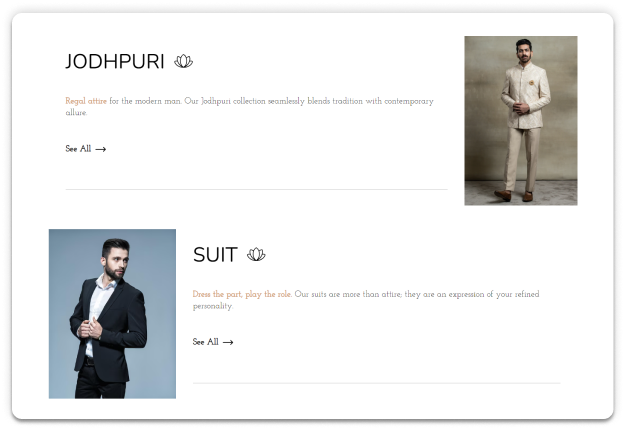 JODHPURI
Regal attire for the modern man. Our Jodhpuri collection seamlessly blends tradition with contemporary
allure.
See All →
SUIT
Dress the part, play the role. Our suits are more than attire; they are an expression of your refined
personality.
See All →